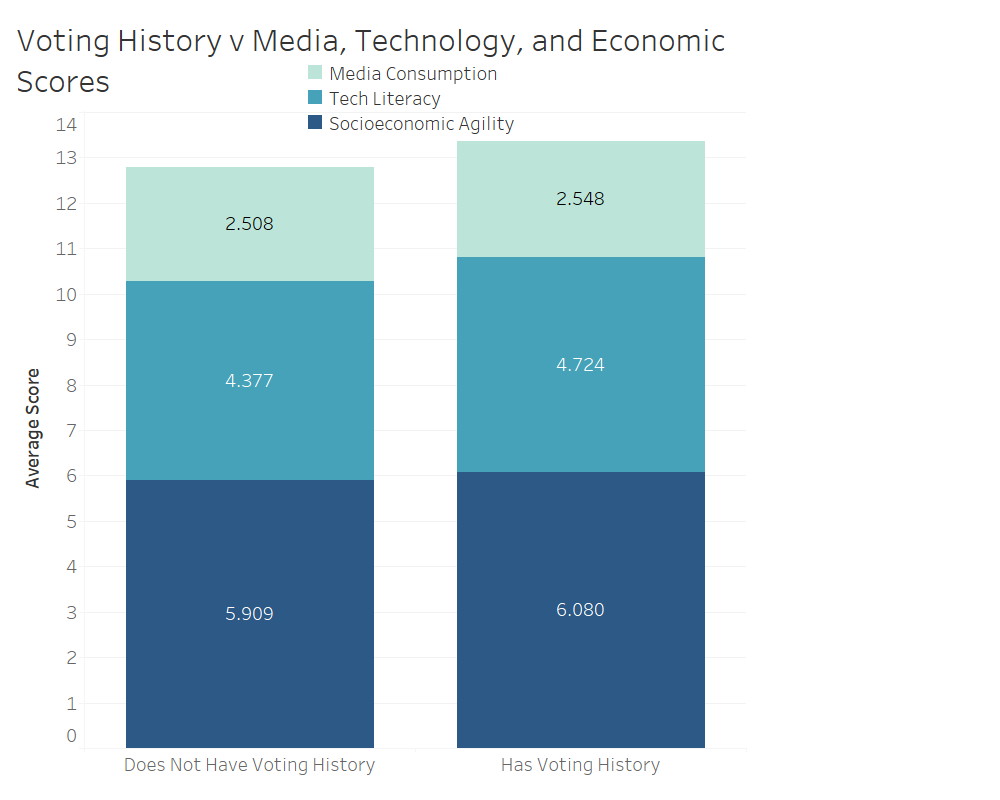 Voting History v Media, Technology, and Economic
Scores
Media Consumption
Tech Literacy
Socioeconomic Agility
14
13
12
11
10
9
8
7
6
5
4
3
2
1
0
Average Score
2.508
2.548
4.377
4.724
5.909
6.080
Does Not Have Voting History
Has Voting History